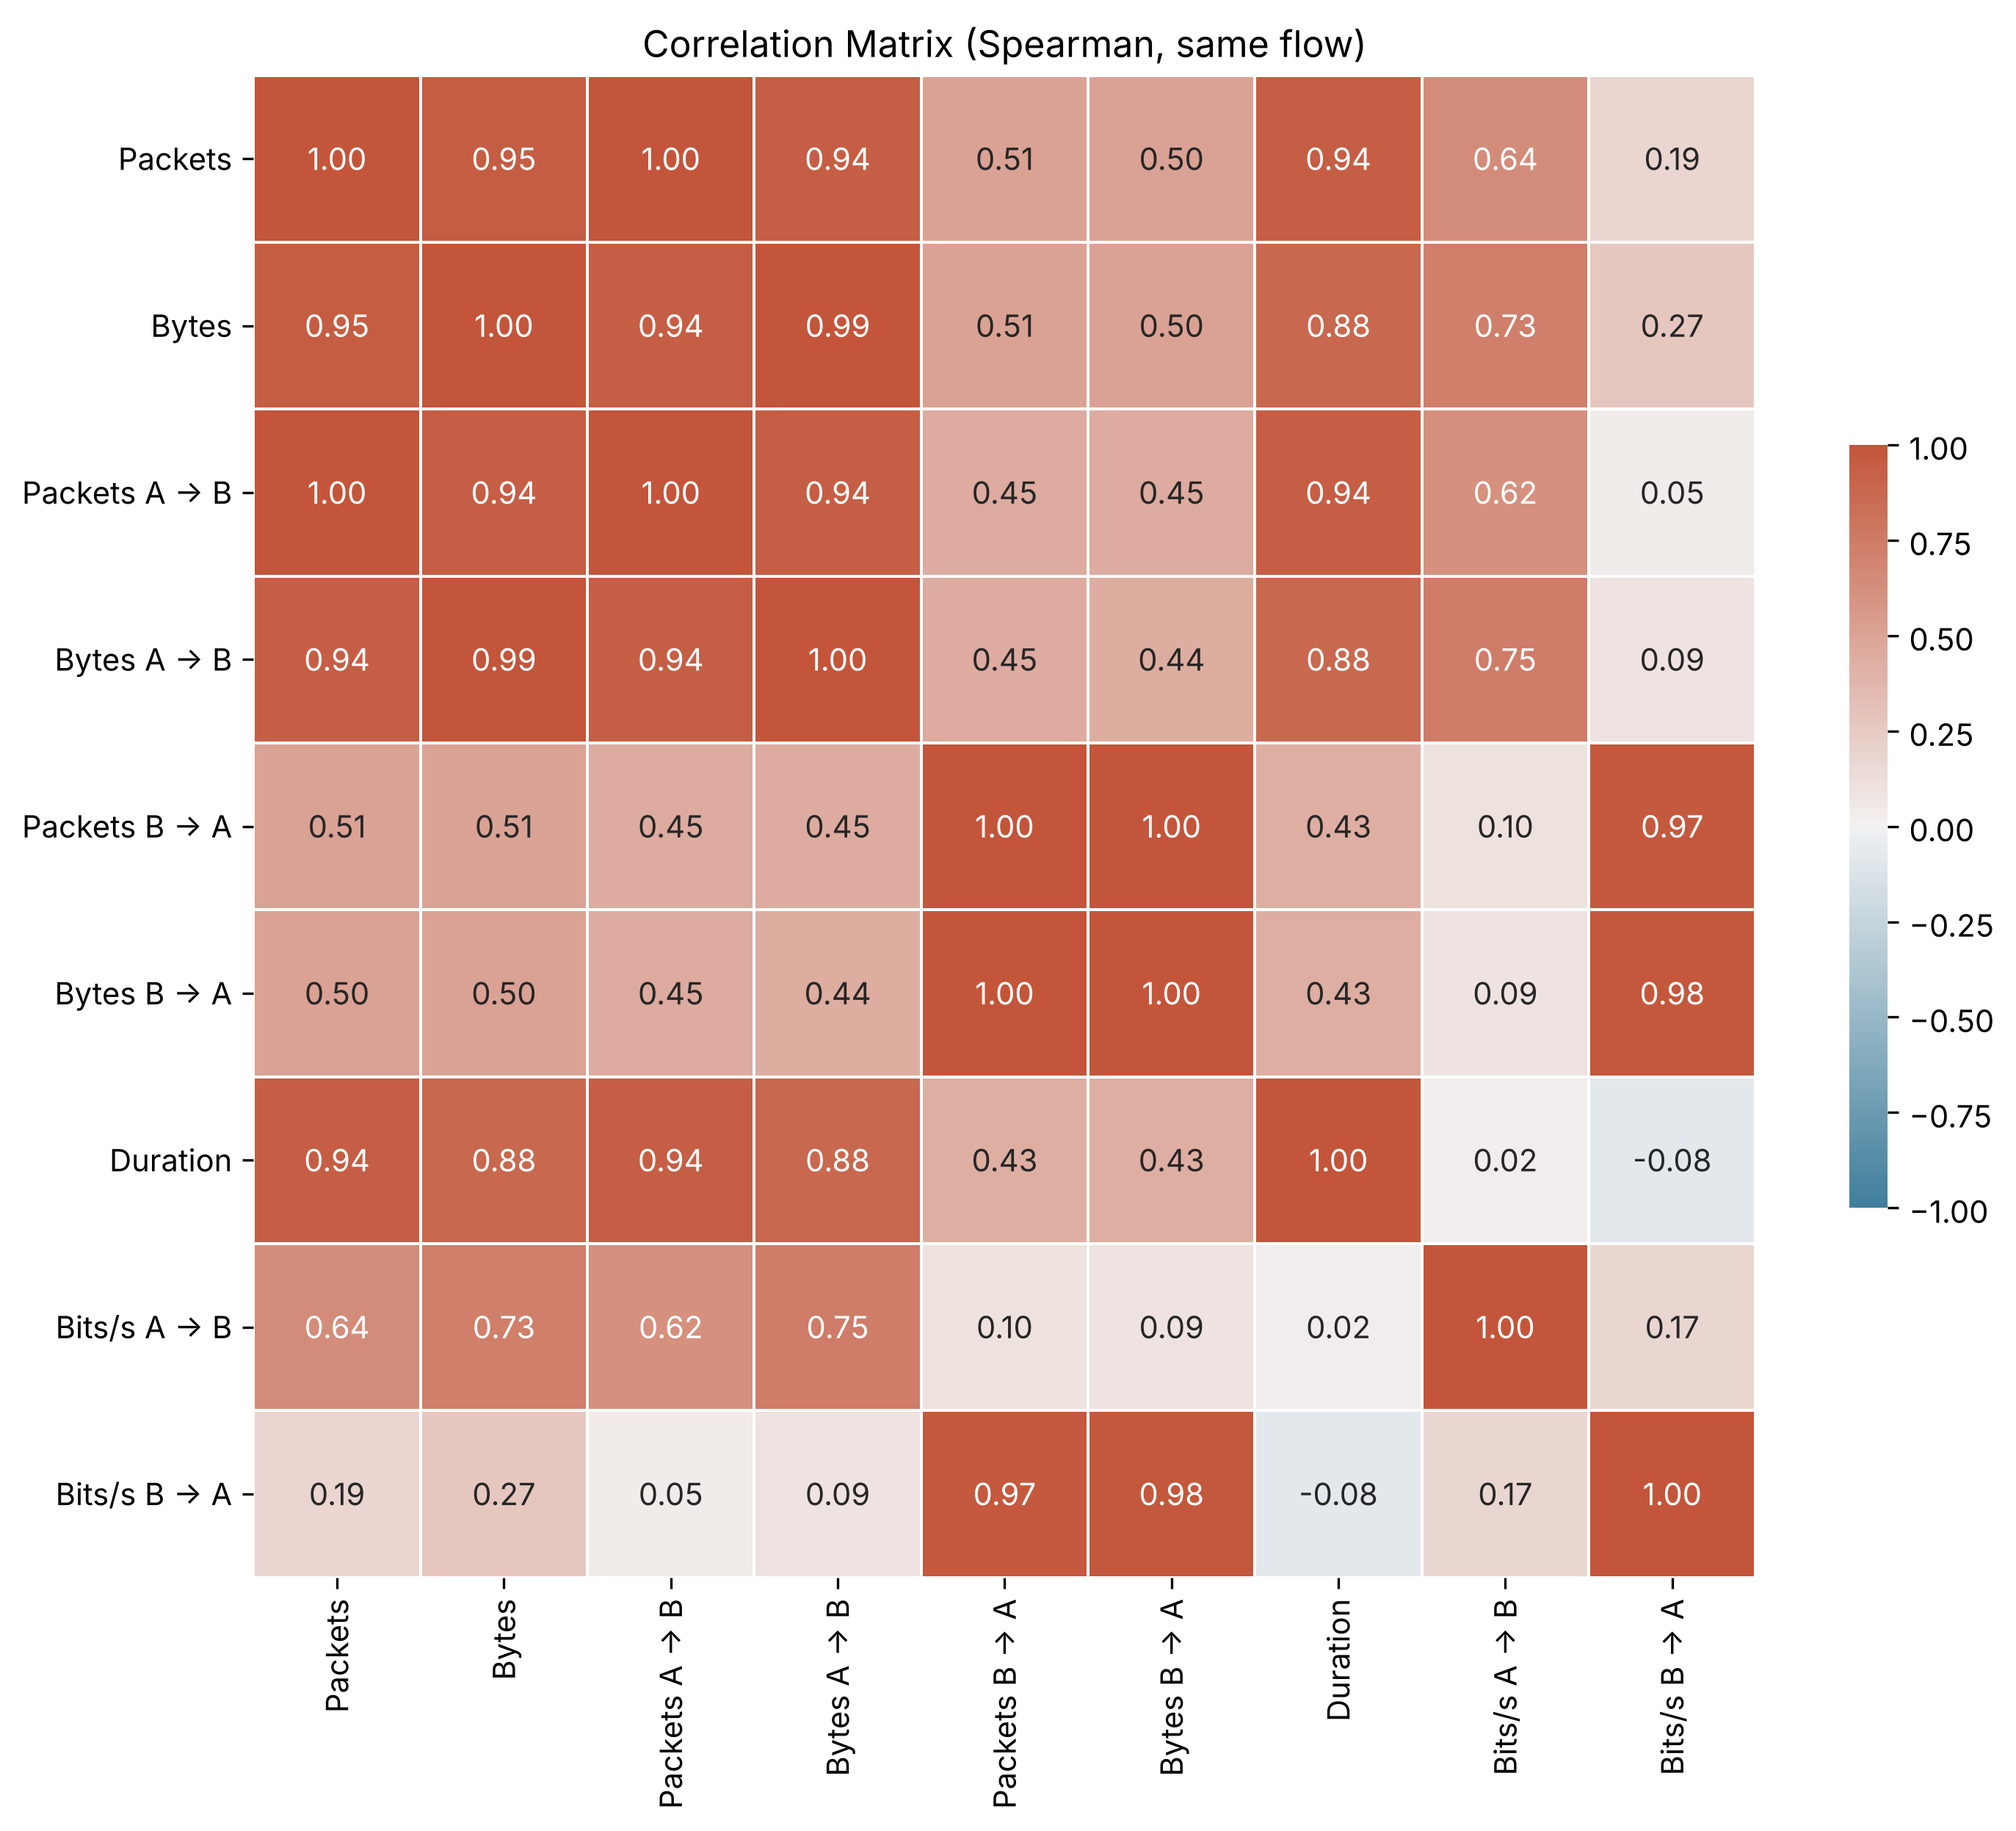 Correlation Matrix (Spearman, same flow)
Packets 1.00 0.95 1.00 0.94 0.51 0.50 0.94 0.64 0.19
Bytes 0.95 1.00 0.94 0.99 0.51 0.50 0.88 0.73 0.27
Packets A → B 1.00 0.94 1.00 0.94 0.45 0.45 0.94 0.62 0.05
Bytes A → B 0.94 0.99 0.94 1.00 0.45 0.44 0.88 0.75 0.09
Packets B → A 0.51 0.51 0.45 0.45 1.00 1.00 0.43 0.10 0.97
Bytes B → A 0.50 0.50 0.45 0.44 1.00 1.00 0.43 0.09 0.98
Duration 0.94 0.88 0.94 0.88 0.43 0.43 1.00 0.02 -0.08
Bits/s A → B 0.64 0.73 0.62 0.75 0.10 0.09 0.02 1.00 0.17
Bits/s B → A 0.19 0.27 0.05 0.09 0.97 0.98 -0.08 0.17 1.00
Packets
Bytes
Packets A → B
Bytes A → B
Packets B → A
Bytes B → A
Duration
Bits/s A → B
Bits/s B → A
1.00
0.75
0.50
0.25
0.00
−0.25
−0.50
−0.75
−1.00